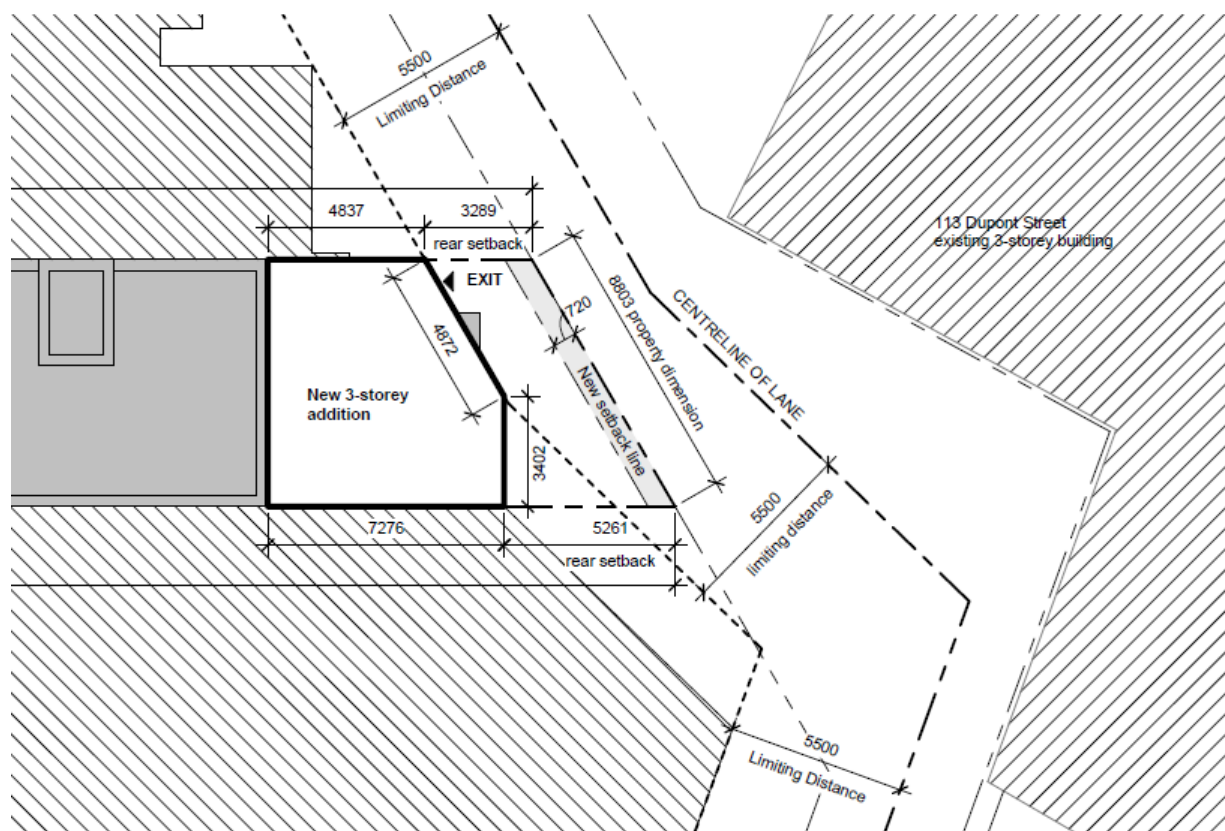 5500
Limiting Distance
4837
3289
rear setback
EXIT
113 Dupont Street
existing 3-storey building
720
8803 property dimension
CENTRELINE OF LANE
4872
New 3-storey
addition
New setback line
3402
5500
limiting distance
7276
5261
rear setback
5500
Limiting Distance